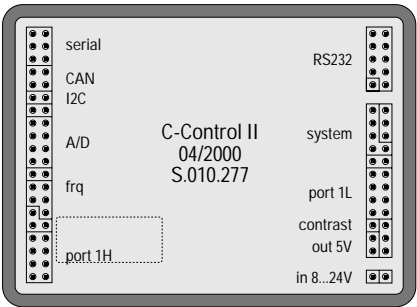 serial
CAN
I2C
A/D
frq
port 1H
C-Control II
04/2000
S.010.277
RS232
system
port 1L
contrast
out 5V
in 8...24V